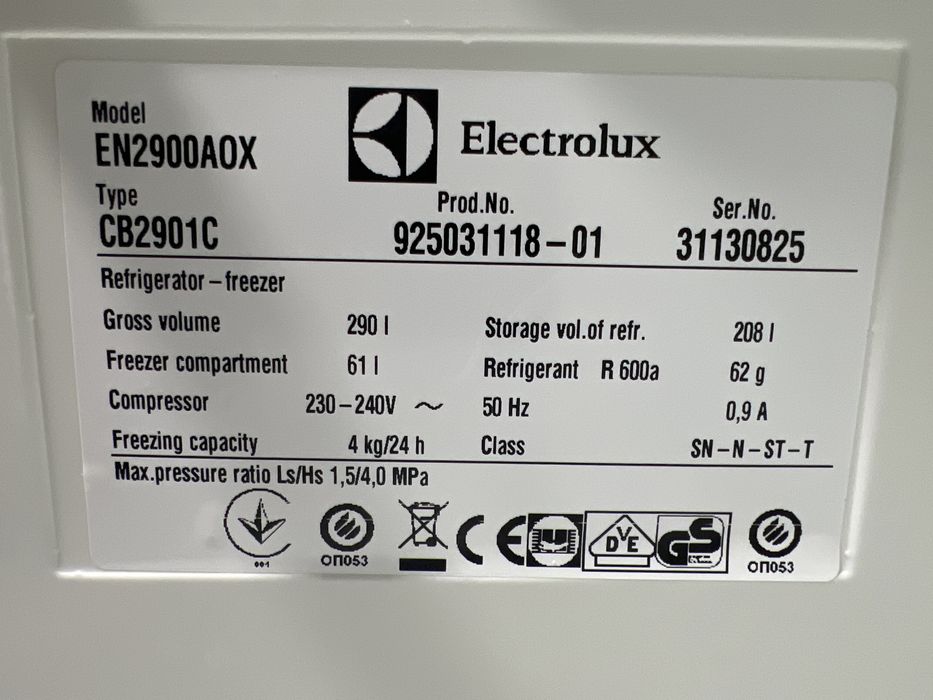 Model
EN2900AOX
Electrolux
Type
CB2901C
Prod.No.
925031118-01
Ser.No.
31130825
Refrigerator-freezer
Gross volume 290 l Storage vol.of refr. 208 l
Freezer compartment 61 l Refrigerant R 600a 62 g
Compressor 230-240V ~ 50 Hz 0,9 A
Freezing capacity 4 kg/24 h Class SN-N-ST-T
Max.pressure ratio Ls/Hs 1,5/4,0 MPa
CE
DVE
GS
001
ОП053
ОП053